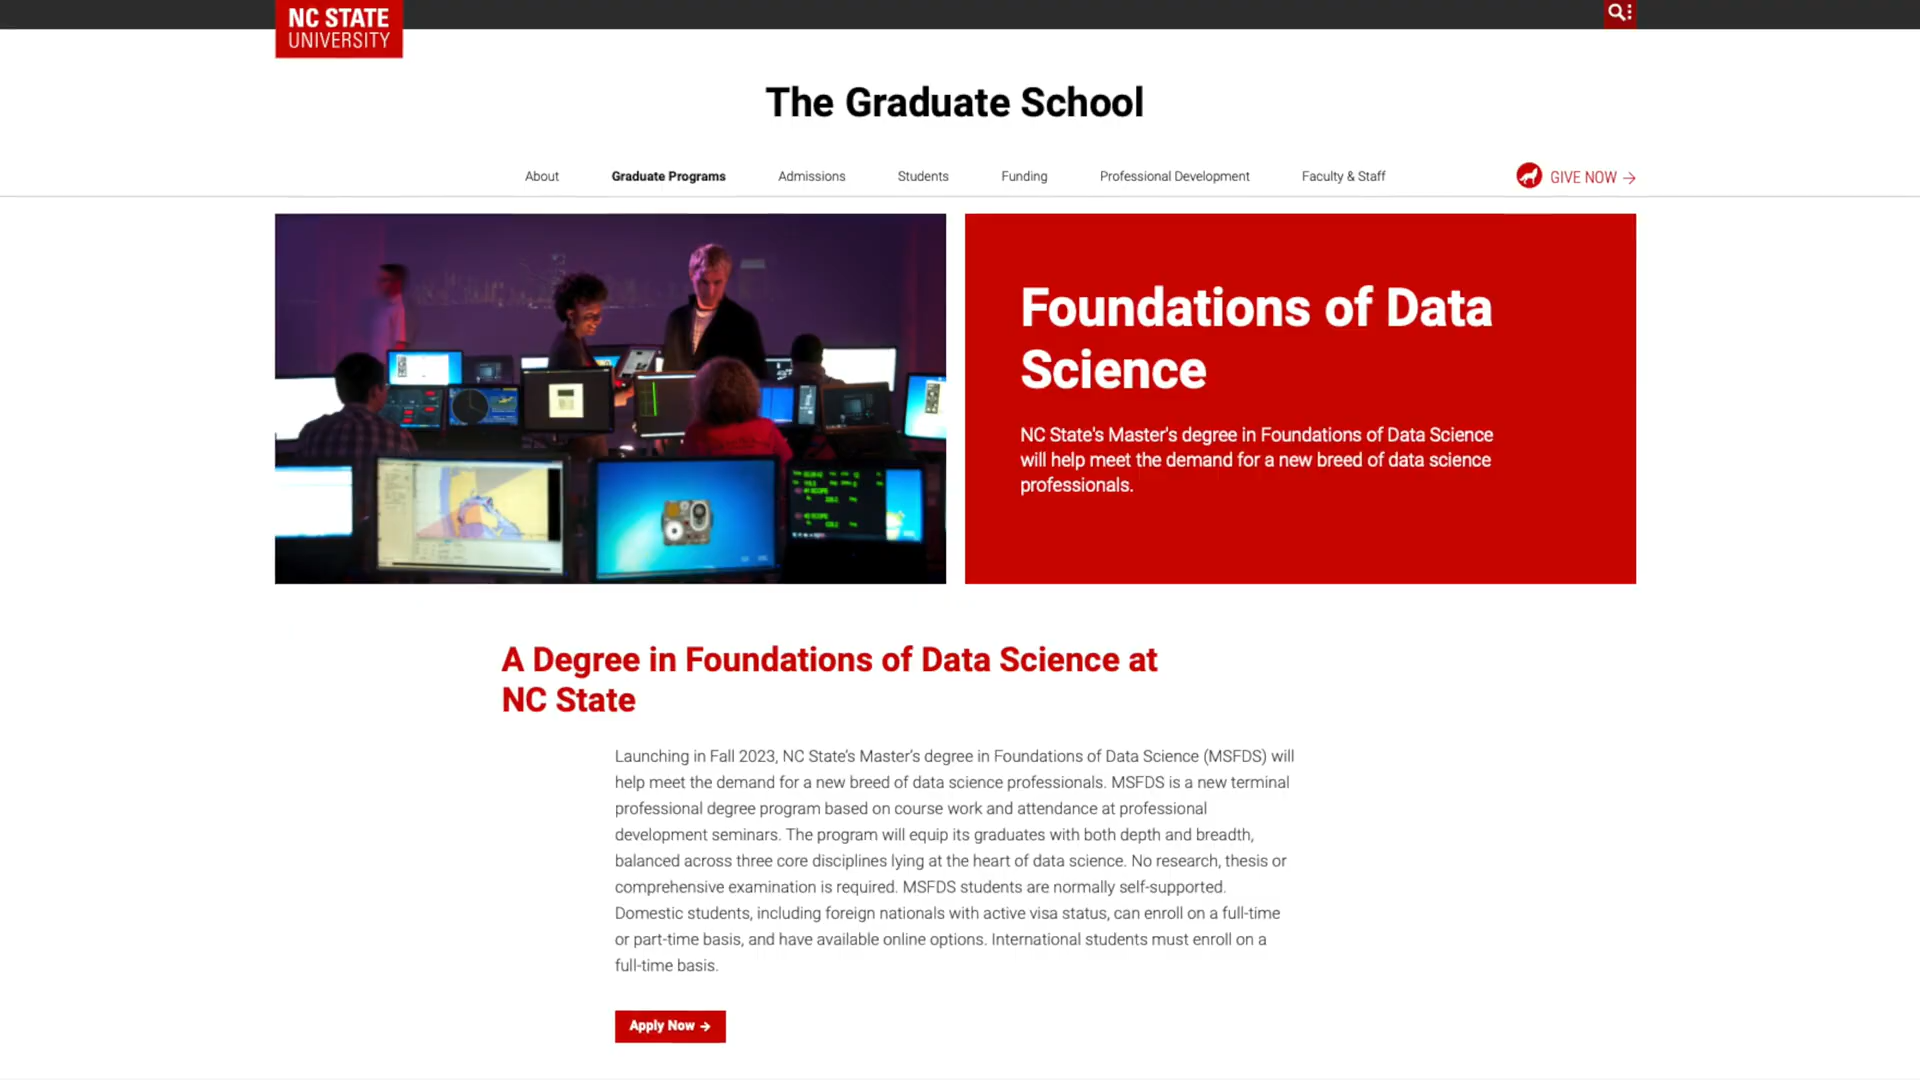 NC STATE
UNIVERSITY
The Graduate School
About
Graduate Programs
Admissions
Students
Funding
Professional Development
Faculty & Staff
GIVE NOW →
Foundations of Data
Science
NC State's Master's degree in Foundations of Data Science
will help meet the demand for a new breed of data science
professionals.
A Degree in Foundations of Data Science at
NC State
Launching in Fall 2023, NC State’s Master’s degree in Foundations of Data Science (MSFDS) will
help meet the demand for a new breed of data science professionals. MSFDS is a new terminal
professional degree program based on course work and attendance at professional
development seminars. The program will equip its graduates with both depth and breadth,
balanced across three core disciplines lying at the heart of data science. No research, thesis or
comprehensive examination is required. MSFDS students are normally self-supported.
Domestic students, including foreign nationals with active visa status, can enroll on a full-time
or part-time basis, and have available online options. International students must enroll on a
full-time basis.
Apply Now →